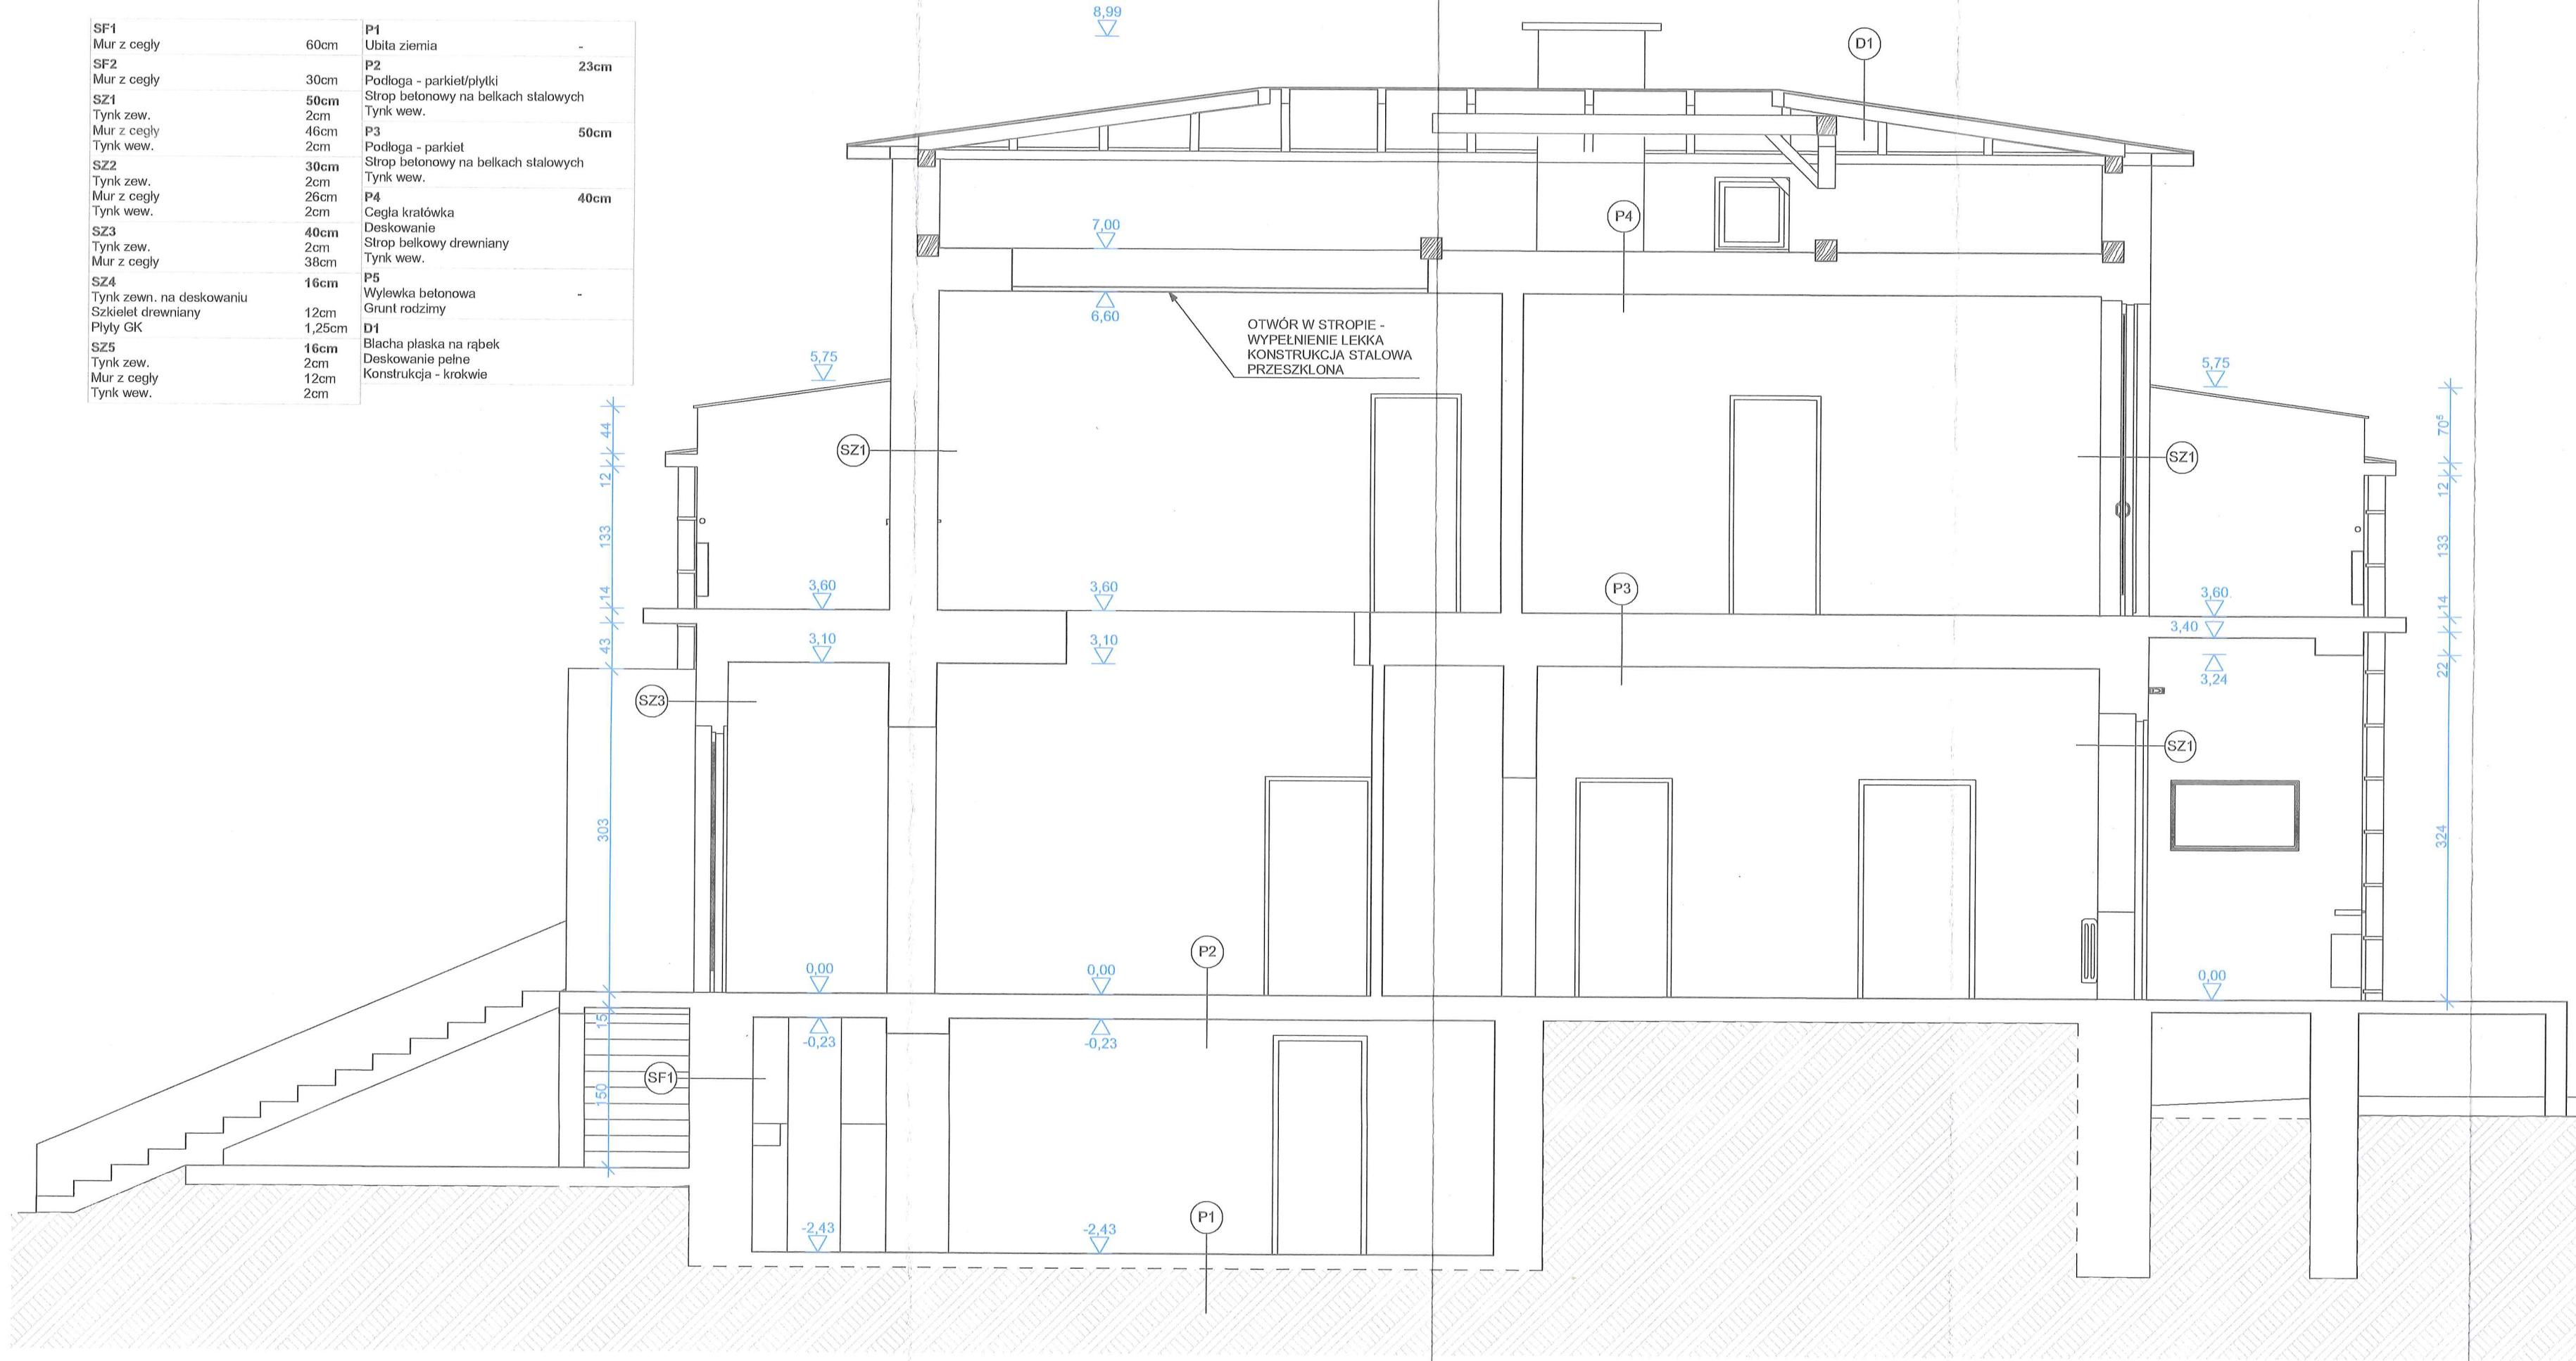 SF1
Mur z cegły 60cm
SF2
Mur z cegły 30cm
SZ1 50cm
Tynk zew. 2cm
Mur z cegły 46cm
Tynk wew. 2cm
SZ2 30cm
Tynk zew. 2cm
Mur z cegły 26cm
Tynk wew. 2cm
SZ3 40cm
Tynk zew. 2cm
Mur z cegły 38cm
SZ4 16cm
Tynk zewn. na deskowaniu
Szkielet drewniany 12cm
Płyty GK 1,25cm
SZ5 16cm
Tynk zew. 2cm
Mur z cegły 12cm
Tynk wew. 2cm
P1
Ubita ziemia -
P2 23cm
Podłoga - parkiet/płytki
Strop betonowy na belkach stalowych
Tynk wew.
P3 50cm
Podłoga - parkiet
Strop betonowy na belkach stalowych
Tynk wew.
P4 40cm
Cegła kratówka
Deskowanie
Strop belkowy drewniany
Tynk wew.
P5
Wylewka betonowa -
Grunt rodzimy
D1
Blacha płaska na rąbek
Deskowanie pełne
Konstrukcja - krokwie
8,99
D1
7,00
P4
6,60
OTWÓR W STROPIE -
WYPEŁNIENIE LEKKA
KONSTRUKCJA STALOWA
PRZESZKLONA
5,75
5,75
44
12
133
14
43
303
15
150
SZ1
SZ1
70⁵
12
133
14
22
324
3,60
3,60
P3
3,60
3,10
3,10
3,40
3,24
SZ3
SZ1
P2
0,00
0,00
0,00
-0,23
-0,23
SF1
P1
-2,43
-2,43